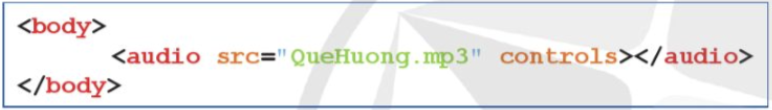 <body>
<audio src="QueHuong.mp3" controls></audio>
</body>